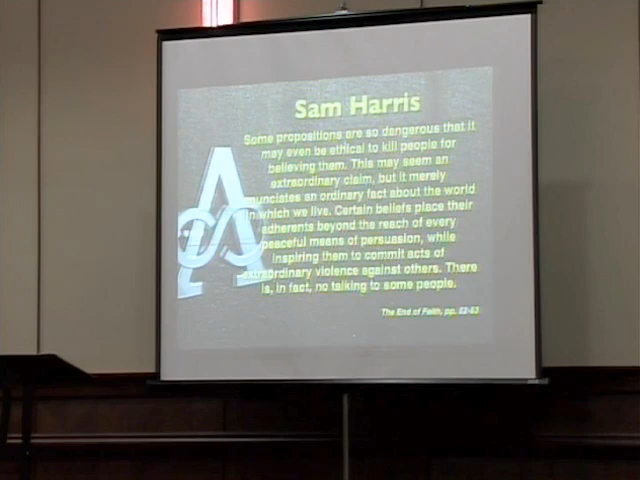 Sam Harris
Some propositions are so dangerous that it
may even be ethical to kill people for
believing them. This may seem an
extraordinary claim, but it merely
enunciates an ordinary fact about the world
in which we live. Certain beliefs place their
adherents beyond the reach of every
peaceful means of persuasion, while
inspiring them to commit acts of
extraordinary violence against others. There
is, in fact, no talking to some people.
The End of Faith, pp. 52-53